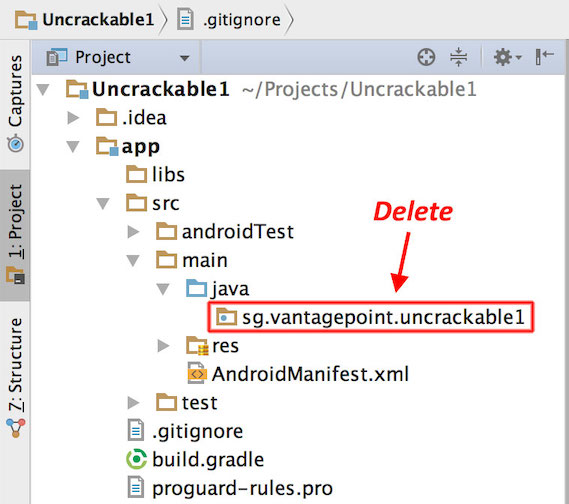 Uncrackable1 .gitignore
Captures
1: Project
Z: Structure
Project
Uncrackable1 ~/Projects/Uncrackable1
.idea
app
libs
src
Delete
androidTest
main
java
sg.vantagepoint.uncrackable1
res
AndroidManifest.xml
test
.gitignore
build.gradle
proguard-rules.pro